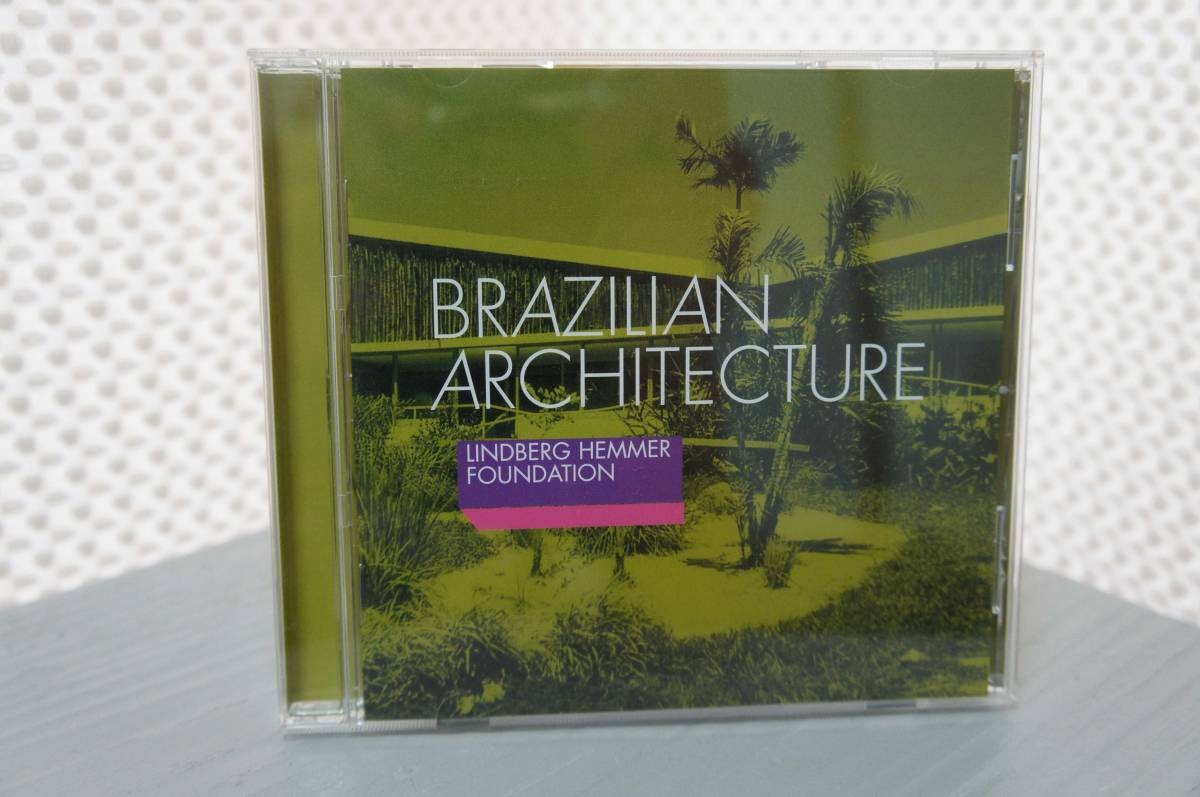 BRAZILIAN
ARCHITECTURE
LINDBERG HEMMER
FOUNDATION